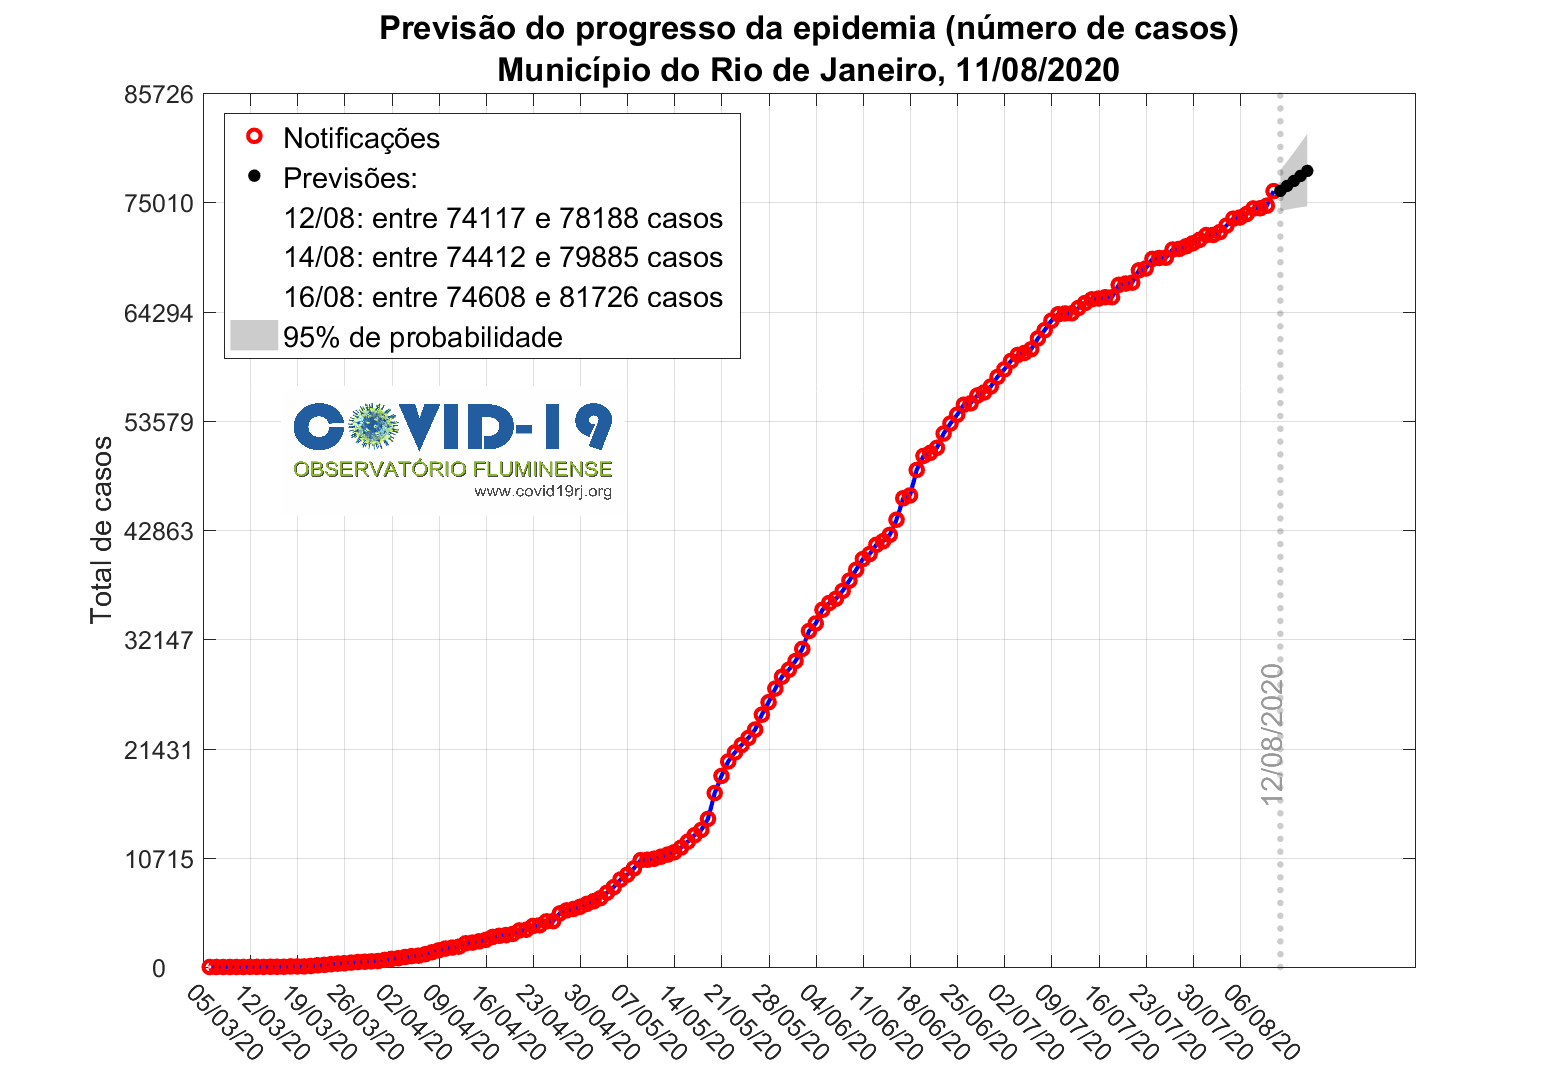 Previsão do progresso da epidemia (número de casos)
Município do Rio de Janeiro, 11/08/2020
85726
75010
64294
53579
42863
32147
21431
10715
0
Total de casos
Notificações
Previsões:
12/08: entre 74117 e 78188 casos
14/08: entre 74412 e 79885 casos
16/08: entre 74608 e 81726 casos
95% de probabilidade
COVID-19
OBSERVATÓRIO FLUMINENSE
www.covid19rj.org
12/08/2020
05/03/20
12/03/20
19/03/20
26/03/20
02/04/20
09/04/20
16/04/20
23/04/20
30/04/20
07/05/20
14/05/20
21/05/20
28/05/20
04/06/20
11/06/20
18/06/20
25/06/20
02/07/20
09/07/20
16/07/20
23/07/20
30/07/20
06/08/20